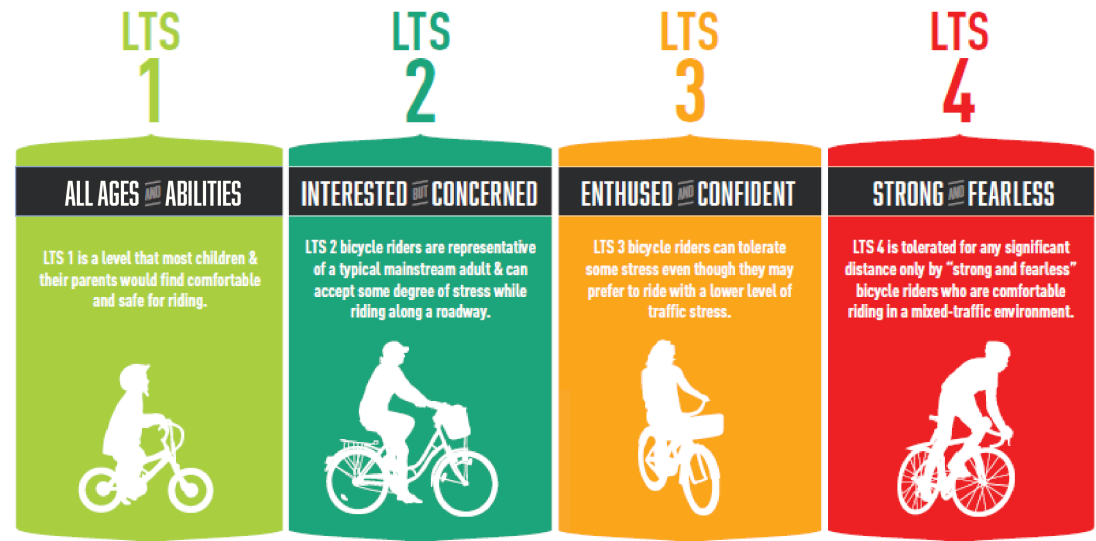 LTS
1
ALL AGES AND ABILITIES
LTS 1 is a level that most children &
their parents would find comfortable
and safe for riding.
LTS
2
INTERESTED BUT CONCERNED
LTS 2 bicycle riders are representative
of a typical mainstream adult & can
accept some degree of stress while
riding along a roadway.
LTS
3
ENTHUSED AND CONFIDENT
LTS 3 bicycle riders can tolerate
some stress even though they may
prefer to ride with a lower level of
traffic stress.
LTS
4
STRONG AND FEARLESS
LTS 4 is tolerated for any significant
distance only by “strong and fearless”
bicycle riders who are comfortable
riding in a mixed-traffic environment.